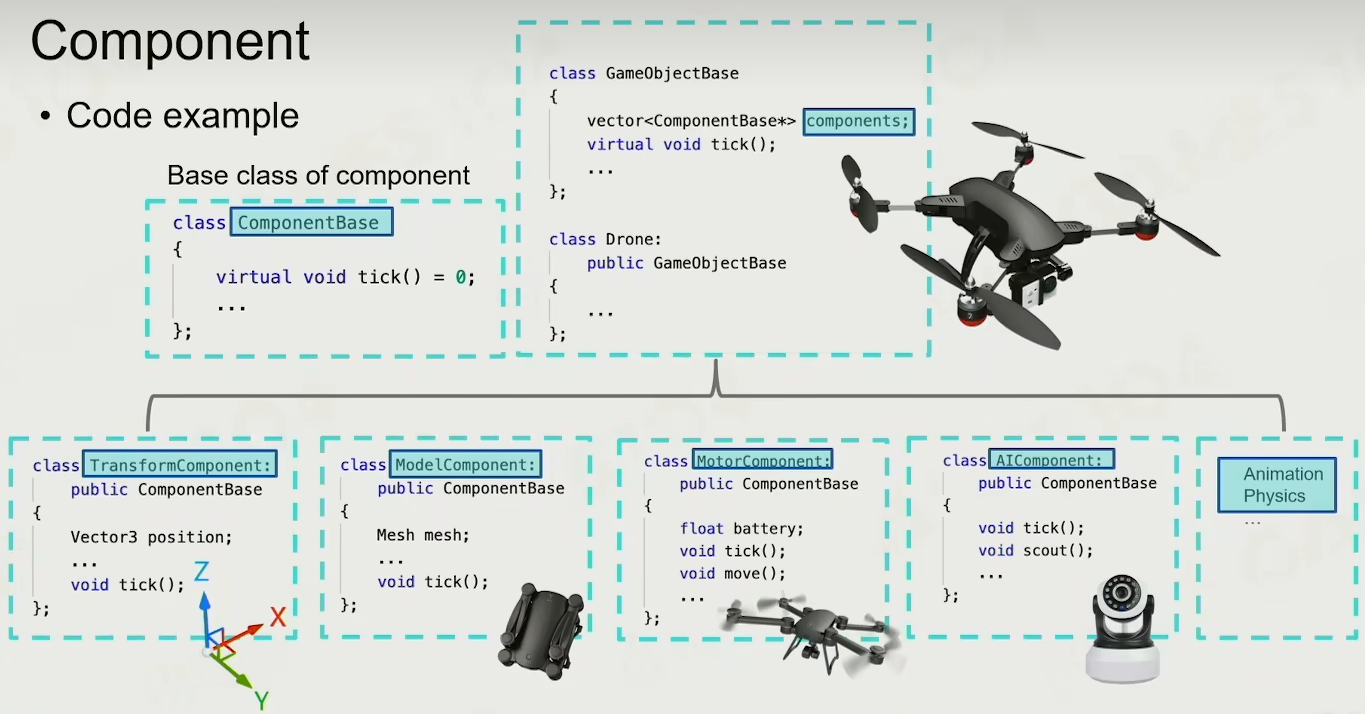 Component
• Code example
Base class of component
class ComponentBase
{
virtual void tick() = 0;
...
};
class GameObjectBase
{
vector<ComponentBase*> components;
virtual void tick();
...
};
class Drone:
public GameObjectBase
{
...
};
class TransformComponent:
public ComponentBase
{
Vector3 position;
...
void tick();
};
Z
X
Y
class ModelComponent:
public ComponentBase
{
Mesh mesh;
...
void tick();
};
class MotorComponent:
public ComponentBase
{
float battery;
void tick();
void move();
...
};
class AIComponent:
public ComponentBase
{
void tick();
void scout();
...
};
Animation
Physics
...